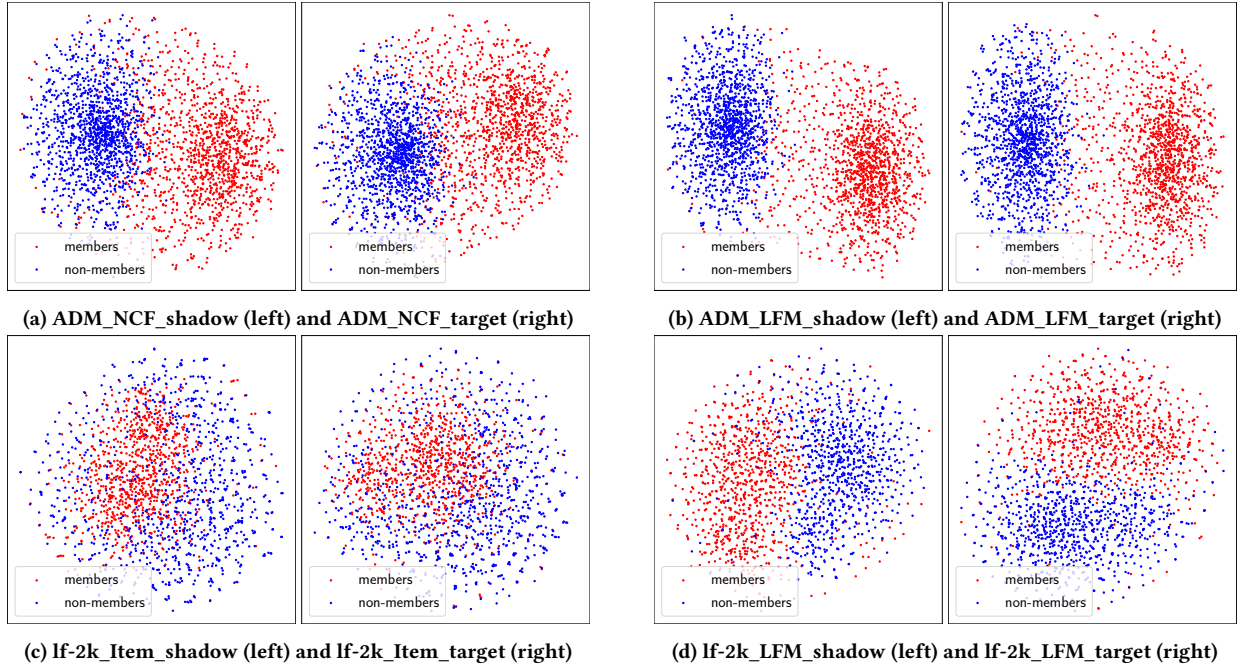 members
non-members
members
non-members
members
non-members
members
non-members
(a) ADM_NCF_shadow (left) and ADM_NCF_target (right)
(b) ADM_LFM_shadow (left) and ADM_LFM_target (right)
members
non-members
members
non-members
members
non-members
members
non-members
(c) lf-2k_Item_shadow (left) and lf-2k_Item_target (right)
(d) lf-2k_LFM_shadow (left) and lf-2k_LFM_target (right)